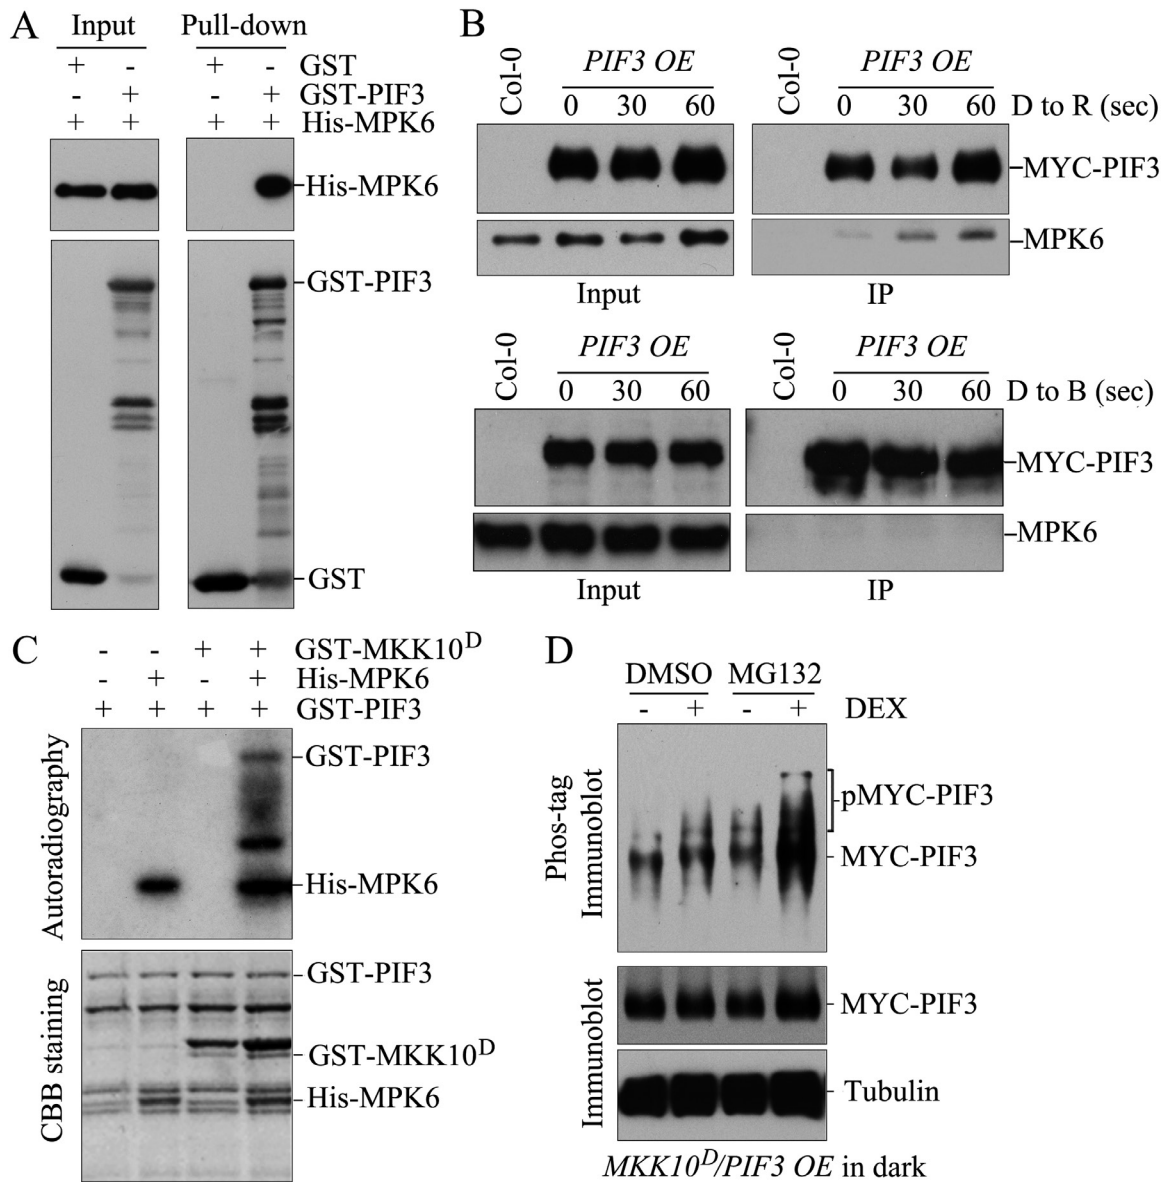 A
Input Pull-down
+ - + - GST
- + - + GST-PIF3
+ + + + His-MPK6
His-MPK6
GST-PIF3
GST
B
Col-0 PIF3 OE Col-0 PIF3 OE
0 30 60 0 30 60 D to R (sec)
MYC-PIF3
MPK6
Input IP
Col-0 PIF3 OE Col-0 PIF3 OE
0 30 60 0 30 60 D to B (sec)
MYC-PIF3
MPK6
Input IP
C
- - + + GST-MKK10D
- + - + His-MPK6
+ + + + GST-PIF3
Autoradiography
GST-PIF3
His-MPK6
CBB staining
GST-PIF3
GST-MKK10D
His-MPK6
D
DMSO MG132
- + - + DEX
Phos-tag
Immunoblot
pMYC-PIF3
MYC-PIF3
Immunoblot
MYC-PIF3
Tubulin
MKK10D/PIF3 OE in dark